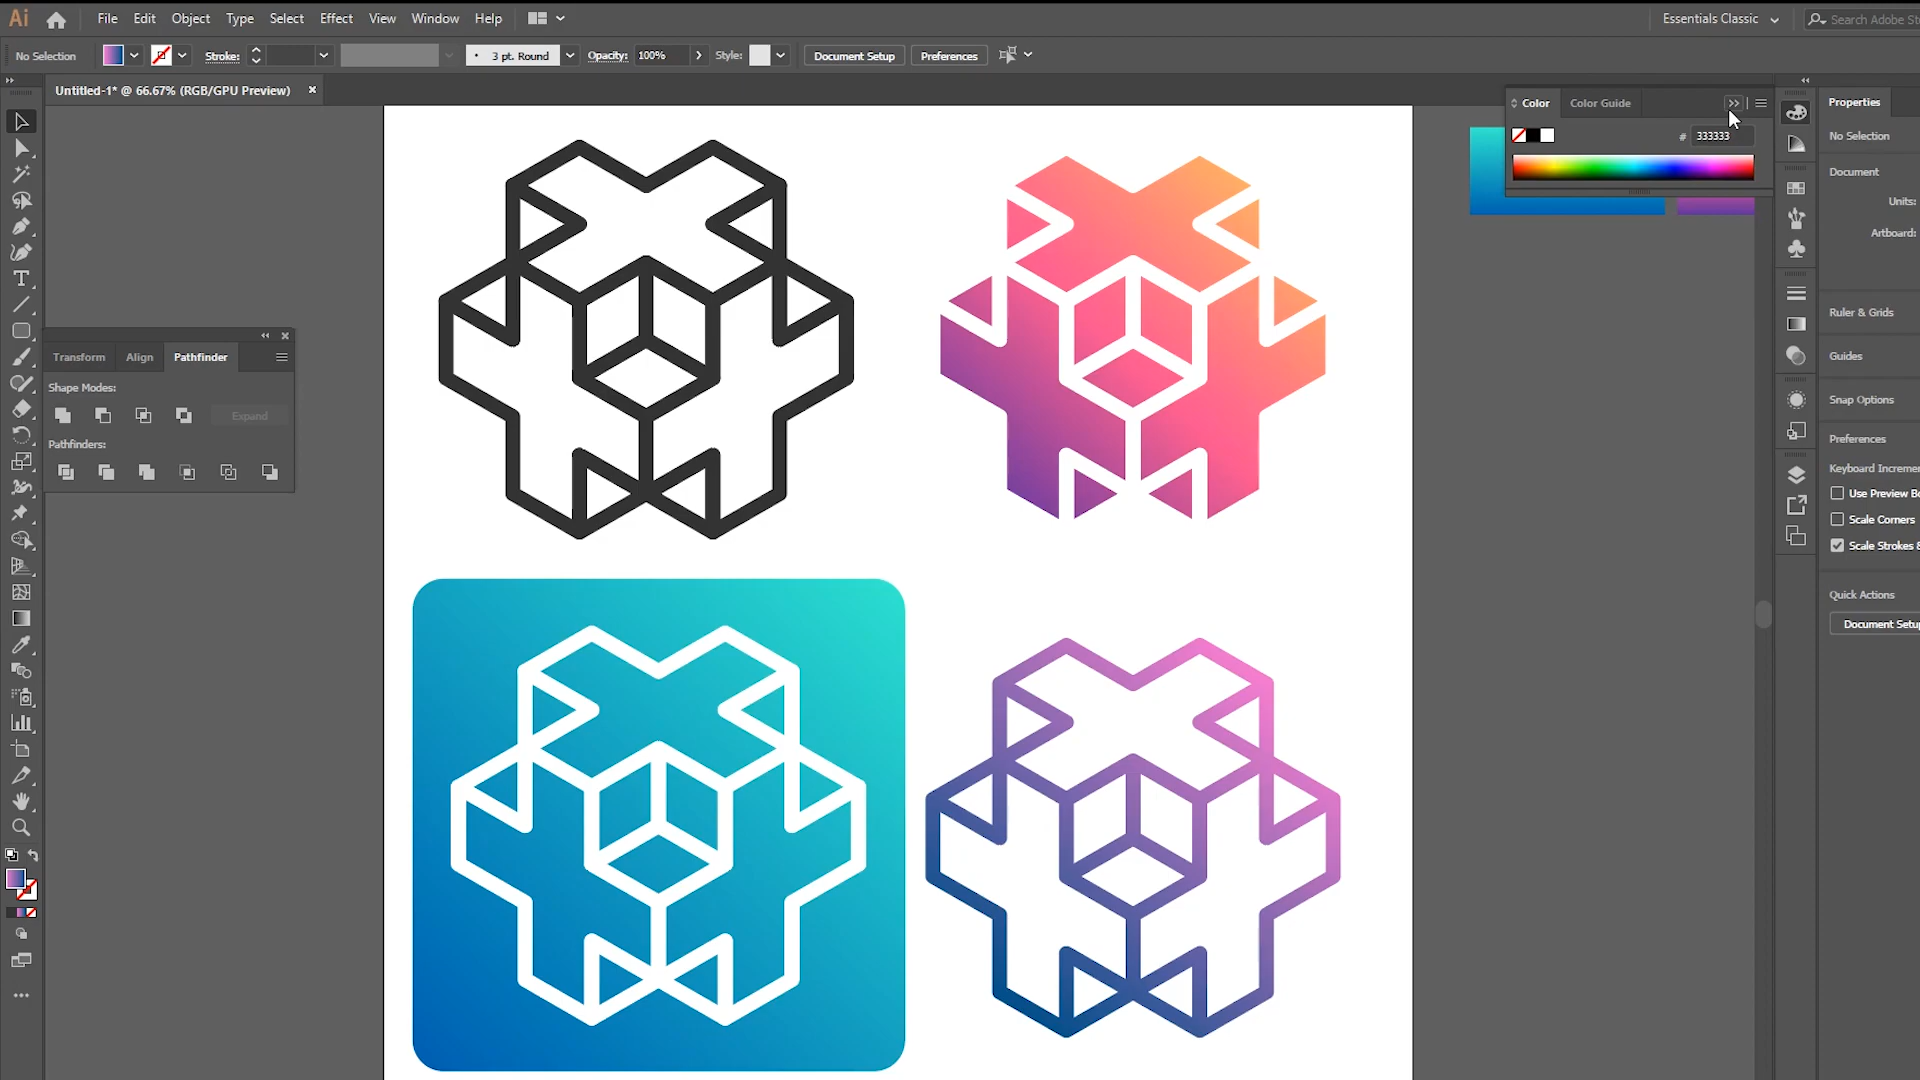 Ai File Edit Object Type Select Effect View Window Help Essentials Classic Search Adobe St
No Selection Stroke: 3 pt. Round Opacity: 100% Style: Document Setup Preferences
Untitled-1* @ 66.67% (RGB/GPU Preview)
Color Color Guide
# 333333
Properties
No Selection
Document
Units:
Artboard:
Ruler & Grids
Guides
Snap Options
Preferences
Keyboard Incremen
Use Preview Bo
Scale Corners
Scale Strokes &
Quick Actions
Document Setup
Transform Align Pathfinder
Shape Modes:
Expand
Pathfinders: